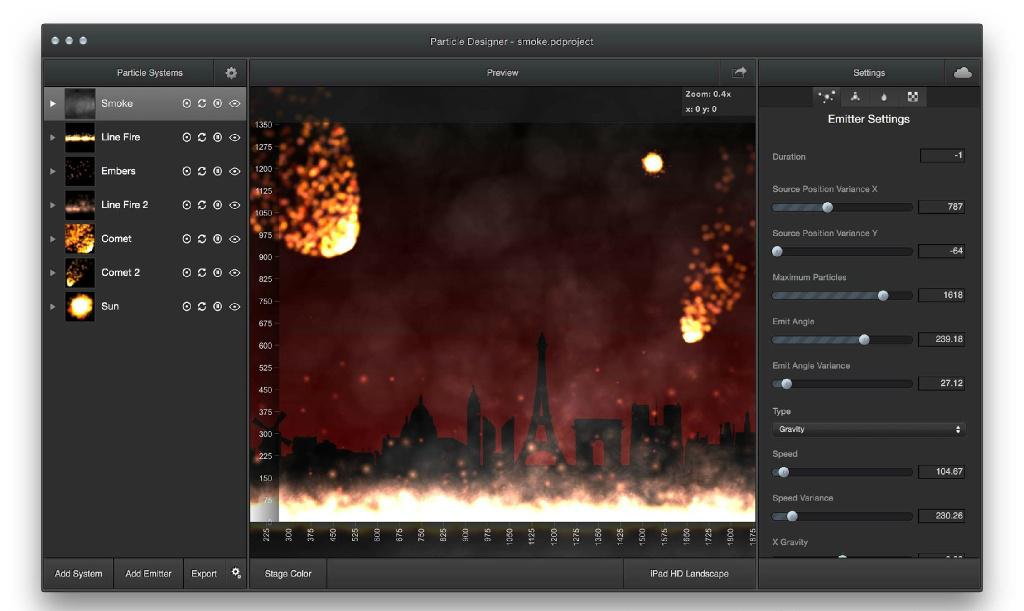 Particle Designer - smoke.pdproject
Particle Systems
Preview
Settings
Smoke
Line Fire
Embers
Line Fire 2
Comet
Comet 2
Sun
Zoom: 0.4x
x: 0 y: 0
1350
1275
1200
1125
1050
975
900
825
750
675
600
525
450
375
300
225
150
75
225
300
375
450
525
600
675
750
825
900
975
1050
1125
1200
1275
1350
1425
1500
1575
1650
1725
1800
1875
Emitter Settings
Duration
-1
Source Position Variance X
787
Source Position Variance Y
-64
Maximum Particles
1618
Emit Angle
239.18
Emit Angle Variance
27.12
Type
Gravity
Speed
104.67
Speed Variance
230.26
X Gravity
Add System
Add Emitter
Export
Stage Color
iPad HD Landscape